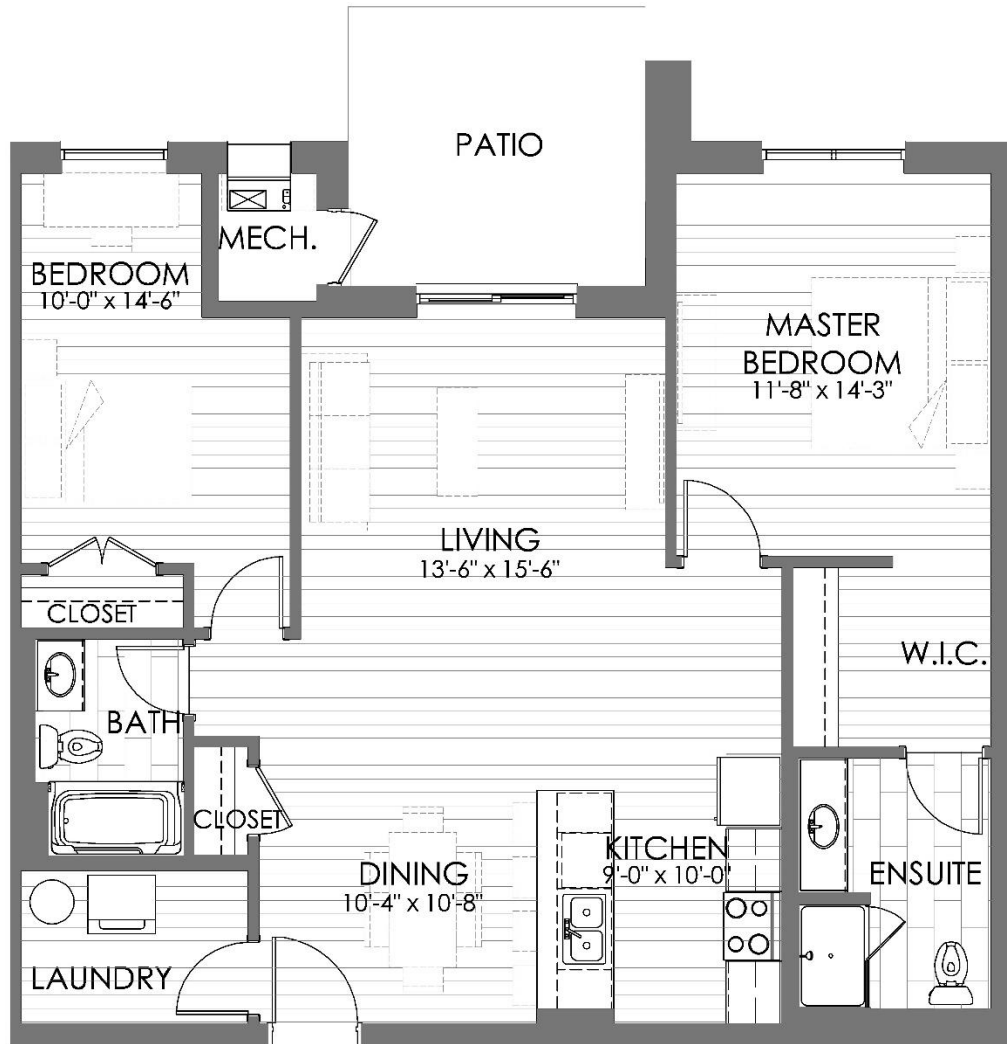 PATIO
MECH.
BEDROOM
10'-0" x 14'-6"
MASTER
BEDROOM
11'-8" x 14'-3"
LIVING
13'-6" x 15'-6"
CLOSET
W.I.C.
BATH
CLOSET
KITCHEN
9'-0" x 10'-0"
DINING
10'-4" x 10'-8"
ENSUITE
LAUNDRY